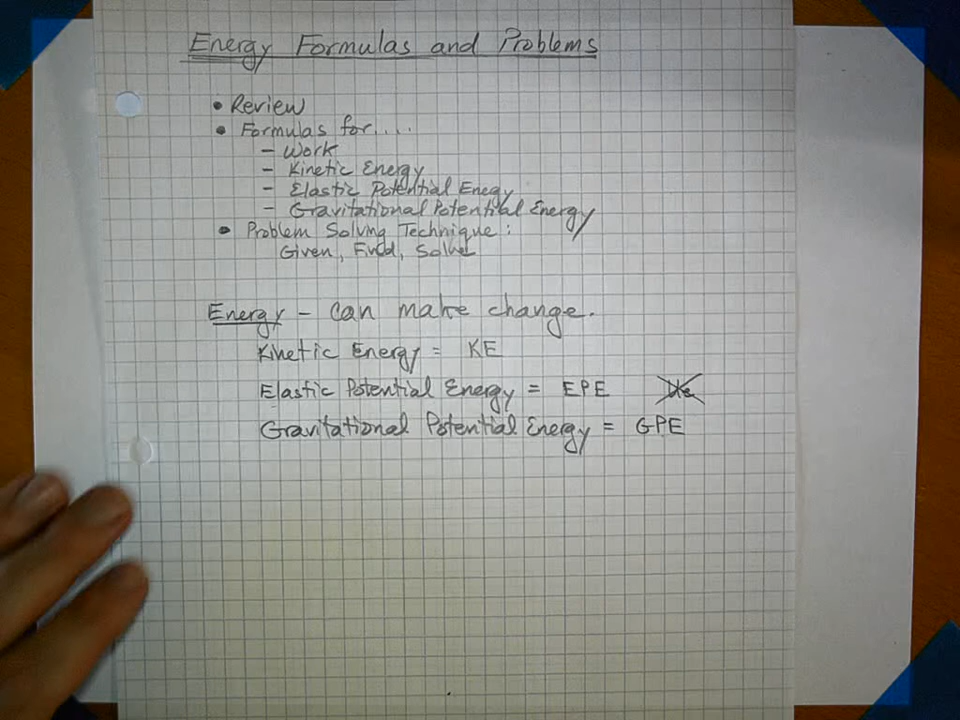 Energy Formulas and Problems
• Review
• Formulas for....
– Work
– Kinetic Energy
– Elastic Potential Enegy
– Gravitational Potential Energy
• Problem Solving Technique:
Given, Find, Solve
Energy – can make change.
Kinetic Energy = KE
Elastic Potential Energy = EPE
Gravitational Potential Energy = GPE